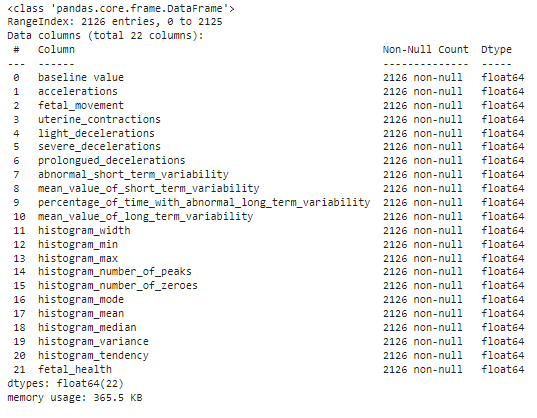 <class 'pandas.core.frame.DataFrame'>
RangeIndex: 2126 entries, 0 to 2125
Data columns (total 22 columns):
 #   Column                                                  Non-Null Count  Dtype
---  ------                                                  --------------  -----
 0   baseline value                                          2126 non-null   float64
 1   accelerations                                           2126 non-null   float64
 2   fetal_movement                                          2126 non-null   float64
 3   uterine_contractions                                    2126 non-null   float64
 4   light_decelerations                                     2126 non-null   float64
 5   severe_decelerations                                    2126 non-null   float64
 6   prolongued_decelerations                                2126 non-null   float64
 7   abnormal_short_term_variability                         2126 non-null   float64
 8   mean_value_of_short_term_variability                    2126 non-null   float64
 9   percentage_of_time_with_abnormal_long_term_variability  2126 non-null   float64
 10  mean_value_of_long_term_variability                     2126 non-null   float64
 11  histogram_width                                         2126 non-null   float64
 12  histogram_min                                           2126 non-null   float64
 13  histogram_max                                           2126 non-null   float64
 14  histogram_number_of_peaks                               2126 non-null   float64
 15  histogram_number_of_zeroes                              2126 non-null   float64
 16  histogram_mode                                          2126 non-null   float64
 17  histogram_mean                                          2126 non-null   float64
 18  histogram_median                                        2126 non-null   float64
 19  histogram_variance                                      2126 non-null   float64
 20  histogram_tendency                                      2126 non-null   float64
 21  fetal_health                                            2126 non-null   float64
dtypes: float64(22)
memory usage: 365.5 KB